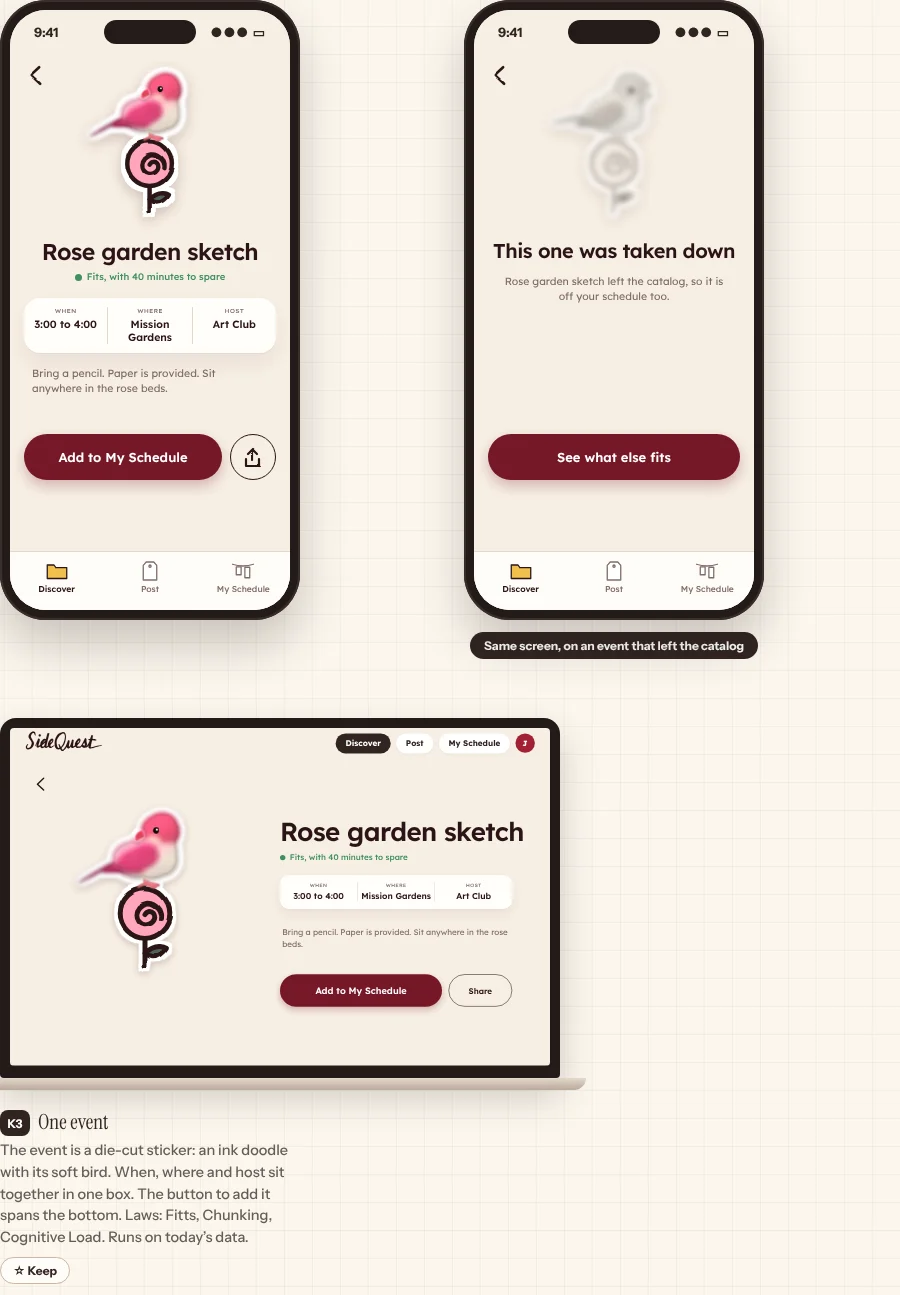 9:41
Rose garden sketch
Fits, with 40 minutes to spare
WHEN
3:00 to 4:00
WHERE
Mission
Gardens
HOST
Art Club
Bring a pencil. Paper is provided. Sit
anywhere in the rose beds.
Add to My Schedule
Discover
Post
My Schedule
9:41
This one was taken down
Rose garden sketch left the catalog, so it is
off your schedule too.
See what else fits
Discover
Post
My Schedule
Same screen, on an event that left the catalog
SideQuest
Discover
Post
My Schedule
J
Rose garden sketch
Fits, with 40 minutes to spare
WHEN
3:00 to 4:00
WHERE
Mission Gardens
HOST
Art Club
Bring a pencil. Paper is provided. Sit anywhere in the rose
beds.
Add to My Schedule
Share
K3
One event
The event is a die-cut sticker: an ink doodle
with its soft bird. When, where and host sit
together in one box. The button to add it
spans the bottom. Laws: Fitts, Chunking,
Cognitive Load. Runs on today’s data.
☆ Keep